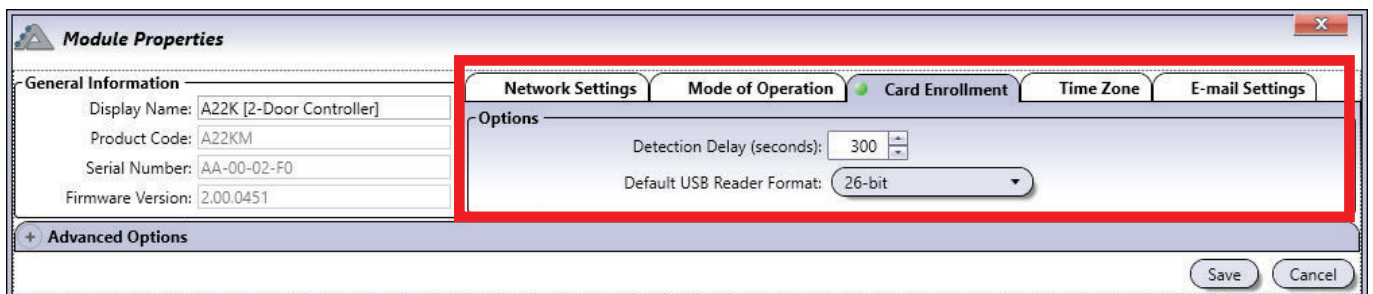 Module Properties
X
General Information
Display Name: A22K [2-Door Controller]
Product Code: A22KM
Serial Number: AA-00-02-F0
Firmware Version: 2.00.0451
Network Settings Mode of Operation Card Enrollment Time Zone E-mail Settings
Options
Detection Delay (seconds): 300
Default USB Reader Format: 26-bit
+ Advanced Options
Save Cancel